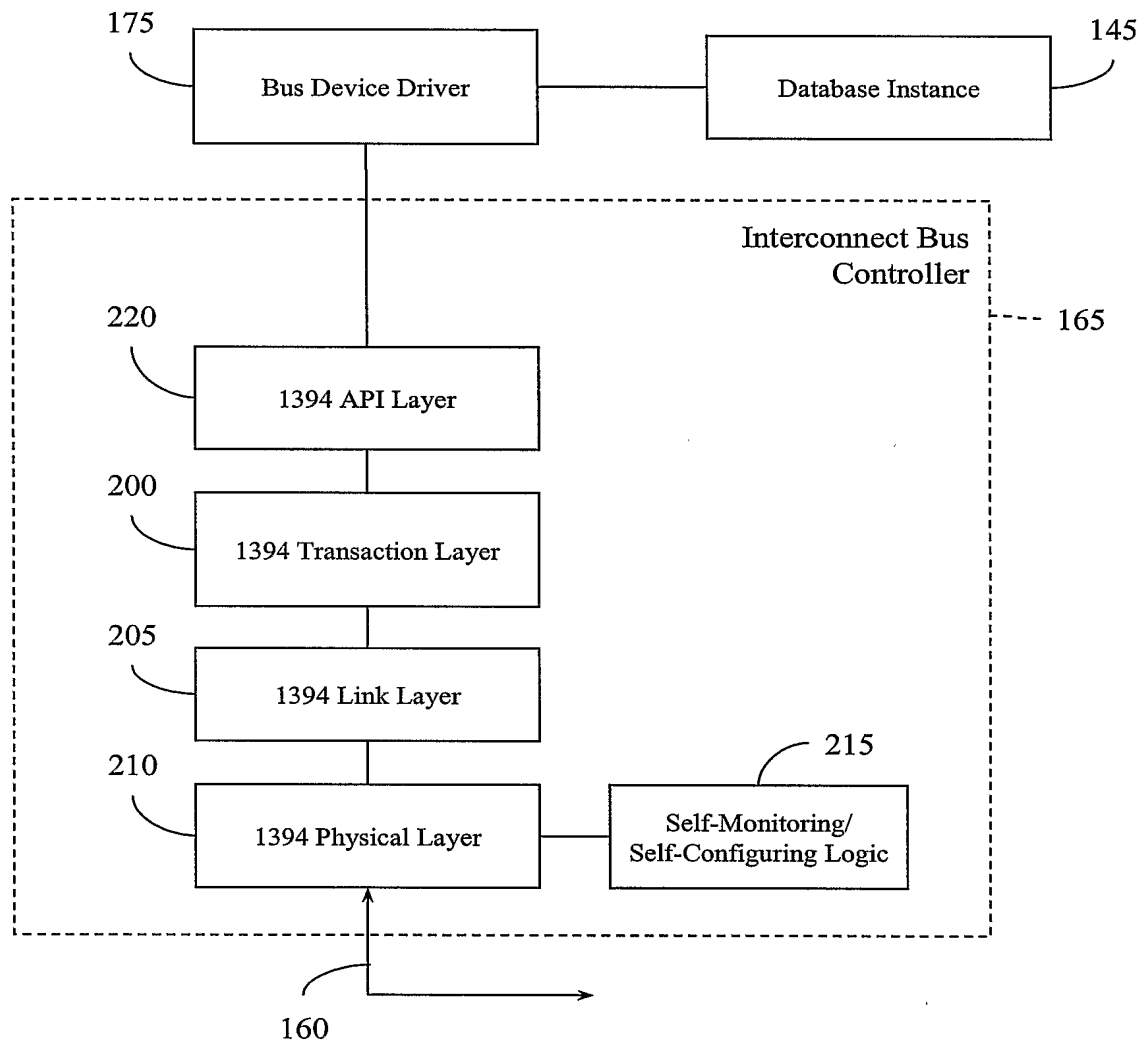 175
145
Bus Device Driver
Database Instance
Interconnect Bus
Controller
165
220
1394 API Layer
200
1394 Transaction Layer
205
1394 Link Layer
210
215
1394 Physical Layer
Self-Monitoring/
Self-Configuring Logic
160